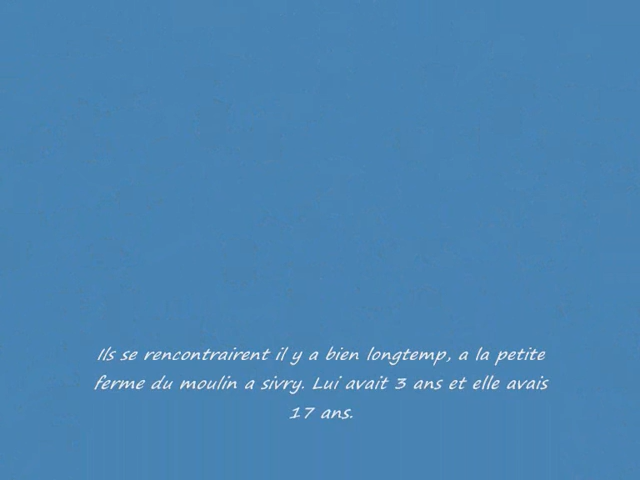 Ils se rencontrairent il y a bien longtemp, a la petite
ferme du moulin a sivry. Lui avait 3 ans et elle avais
17 ans.